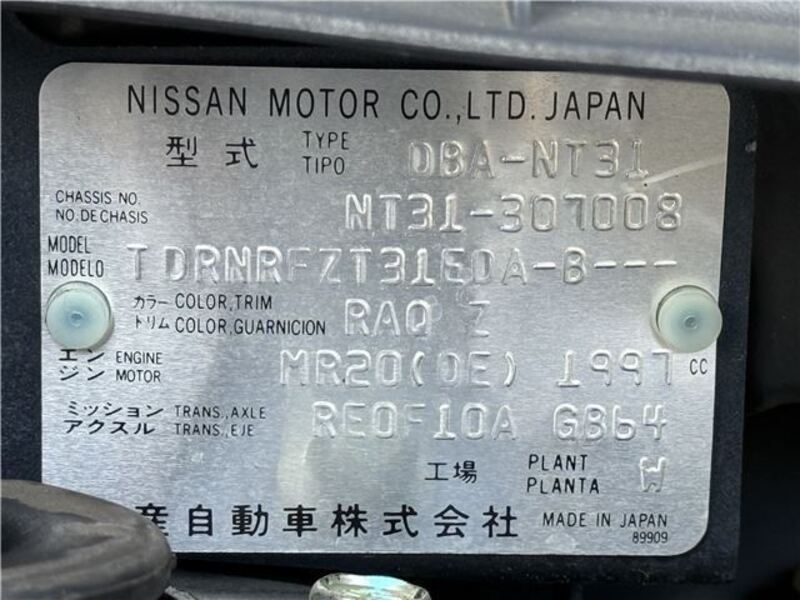 NISSAN MOTOR CO.,LTD. JAPAN
型式 TYPE TIPO DBA-NT31
CHASSIS NO. NO. DE CHASIS NT31-307008
MODEL MODELO TDRNRFZT31EDA-B---
カラー COLOR,TRIM トリム COLOR,GUARNICION RAQ Z
エンジン ENGINE MOTOR MR20(DE) 1997 CC
ミッション TRANS.,AXLE アクスル TRANS.,EJE RE0F10A GB64
工場 PLANT PLANTA W
産自動車株式会社 MADE IN JAPAN
89909